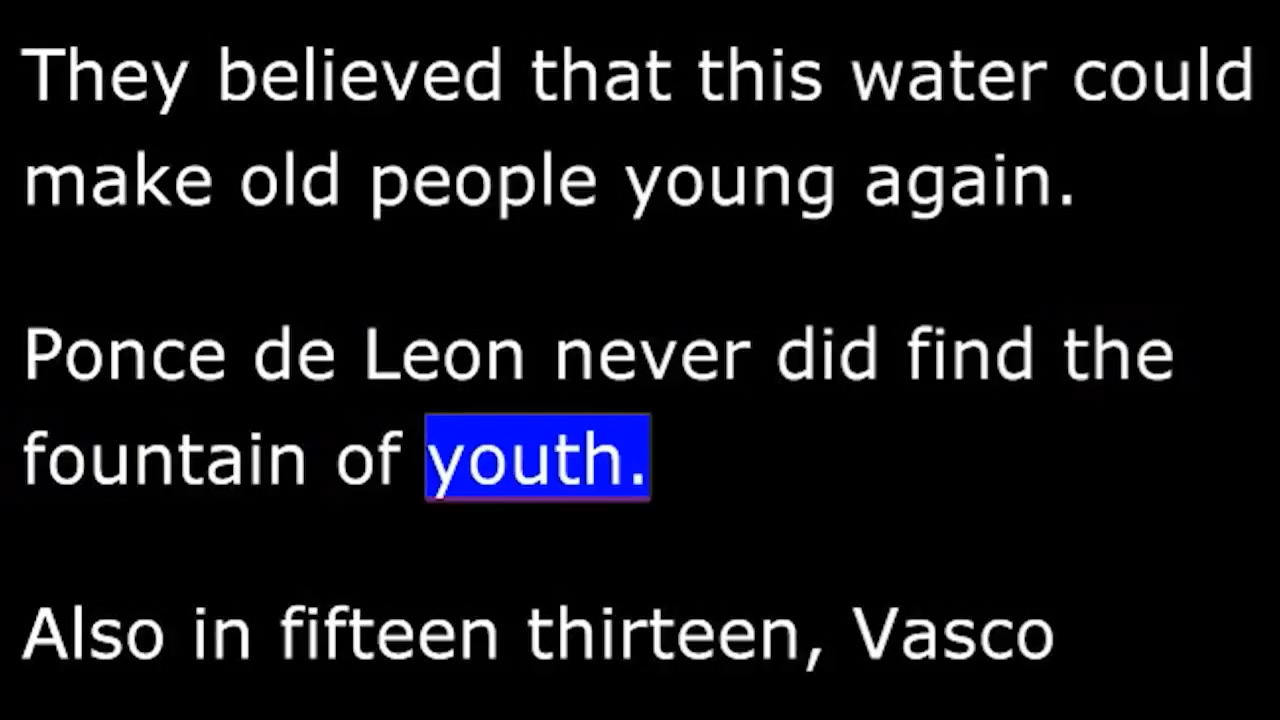 They believed that this water could
make old people young again.
Ponce de Leon never did find the
fountain of youth.
Also in fifteen thirteen, Vasco